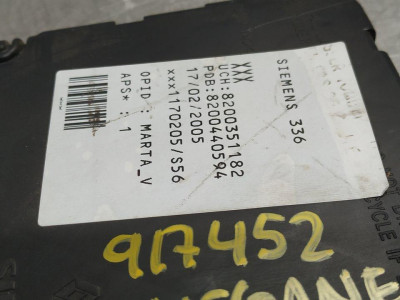 SIEMENS 336
XXX
UCH:8200351182
PDB:8200440594
17/02/2005
xxx1170205/S56
OPID : MARTA_V
APS* : 1
917452